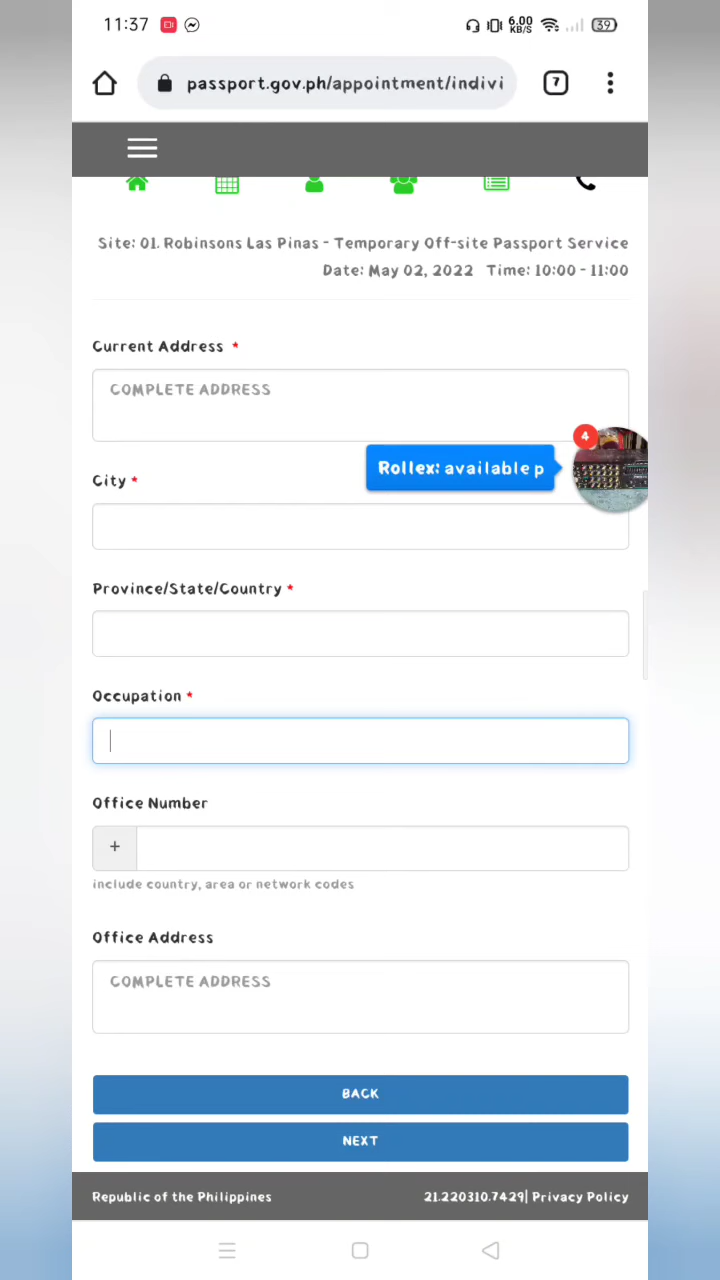 11:37
6.00 KB/S
39
passport.gov.ph/appointment/indivi
7
Site: 01. Robinsons Las Pinas - Temporary Off-site Passport Service
Date: May 02, 2022 Time: 10:00 - 11:00
Current Address *
COMPLETE ADDRESS
4
Rollex: available p
City *
Province/State/Country *
Occupation *
Office Number
+
include country, area or network codes
Office Address
COMPLETE ADDRESS
BACK
NEXT
Republic of the Philippines
21.220310.7429| Privacy Policy